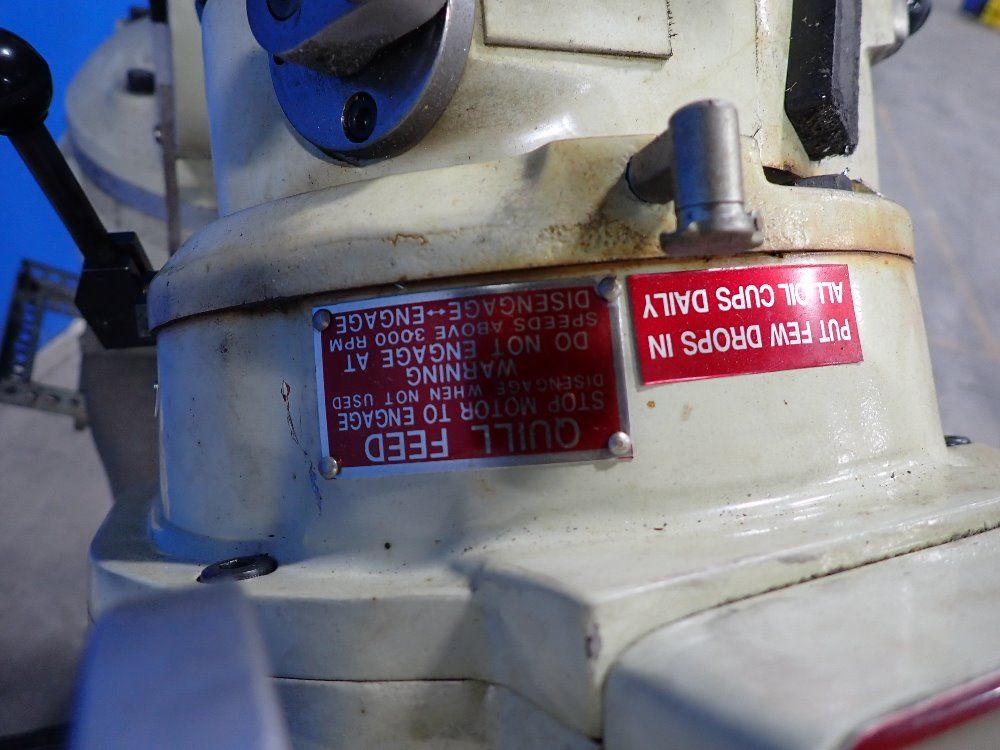 QUILL FEED
STOP MOTOR TO ENGAGE
DISENGAGE WHEN NOT USED
WARNING
DO NOT ENGAGE AT
SPEEDS ABOVE 3000 RPM
DISENGAGE ↔ ENGAGE
PUT FEW DROPS IN
ALL OIL CUPS DAILY